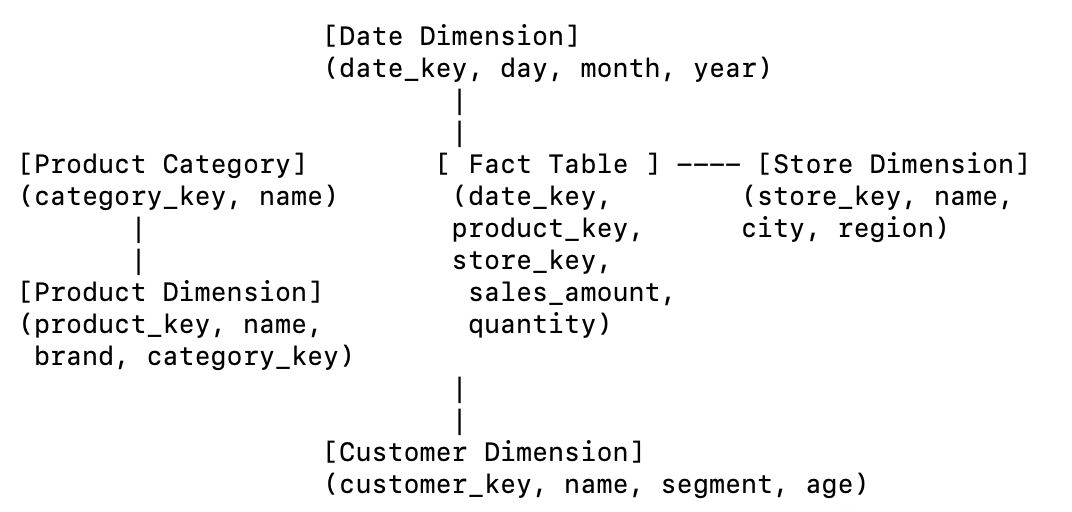 [Date Dimension]
(date_key, day, month, year)
|
|
[Product Category] [ Fact Table ] ---- [Store Dimension]
(category_key, name) (date_key, (store_key, name,
| product_key, city, region)
| store_key,
[Product Dimension] sales_amount,
(product_key, name, quantity)
brand, category_key)
|
|
[Customer Dimension]
(customer_key, name, segment, age)